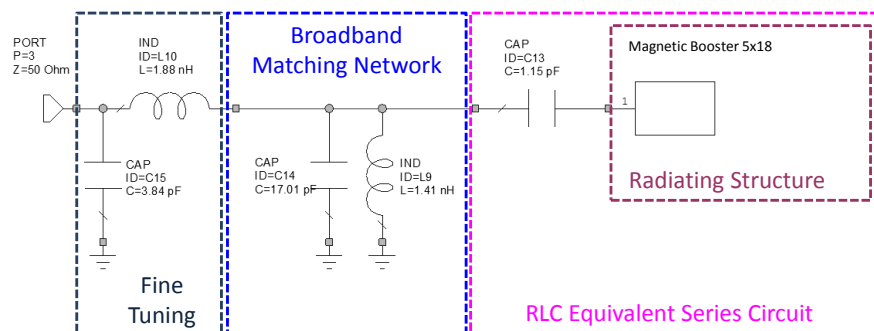 PORT
P=3
Z=50 Ohm
IND
ID=L10
L=1.88 nH
Broadband
Matching Network
CAP
ID=C13
C=1.15 pF
Magnetic Booster 5x18
1
CAP
ID=C15
C=3.84 pF
CAP
ID=C14
C=17.01 pF
IND
ID=L9
L=1.41 nH
Radiating Structure
Fine
Tuning
RLC Equivalent Series Circuit